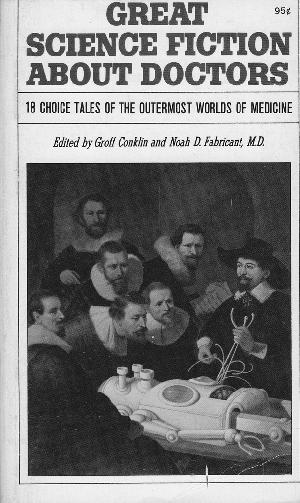 GREAT
95¢
SCIENCE FICTION
ABOUT DOCTORS
18 CHOICE TALES OF THE OUTERMOST WORLDS OF MEDICINE
Edited by Groff Conklin and Noah D. Fabricant, M.D.